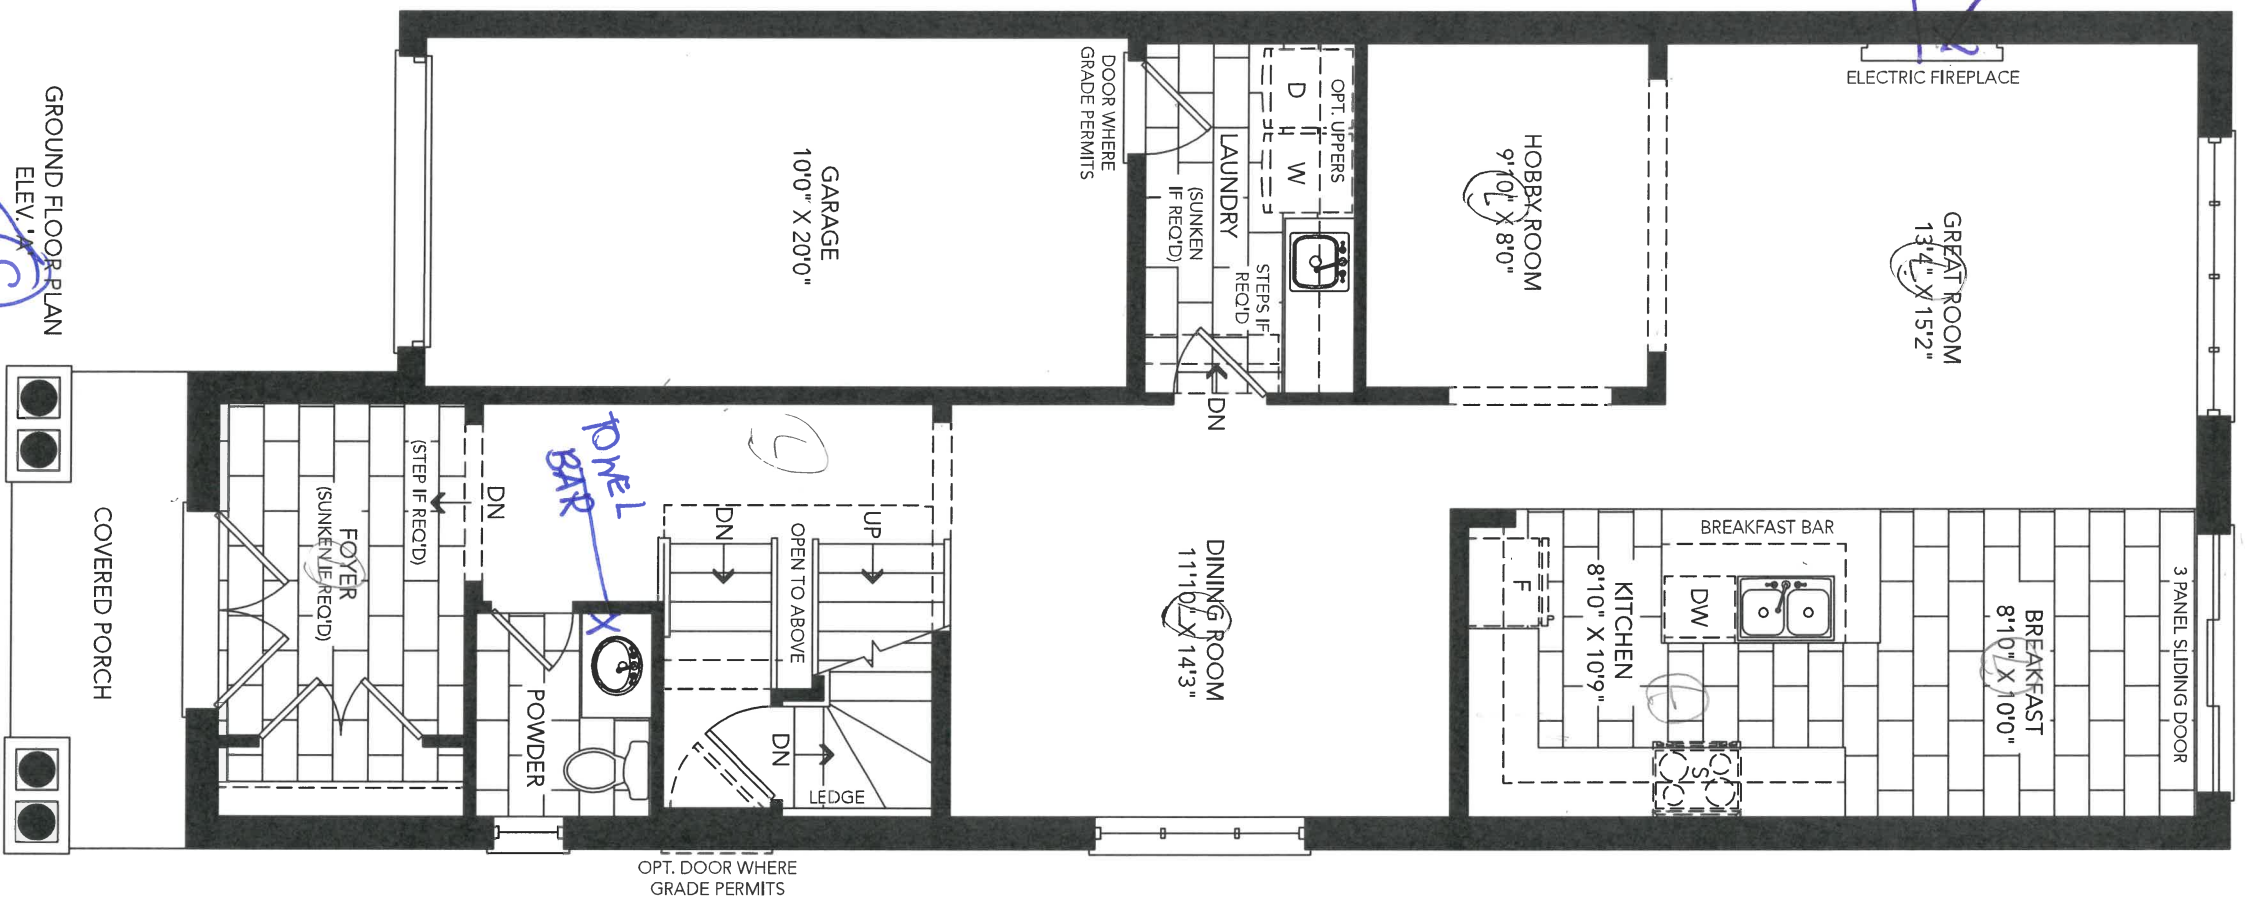 GROUND FLOOR PLAN
ELEV. 'A'
GARAGE
10'0" X 20'0"
DOOR WHERE
GRADE PERMITS
OPT. UPPERS
D
W
LAUNDRY
(SUNKEN
IF REQ'D)
STEPS IF
REQ'D
DN
HOBBY ROOM
9'10" X 8'0"
L
ELECTRIC FIREPLACE
GREAT ROOM
13'4" X 15'2"
L
COVERED PORCH
FOYER
(SUNKEN IF REQ'D)
(STEP IF REQ'D)
DN
TOWEL
BAR
X
L
POWDER
DN
OPEN TO ABOVE
UP
DN
LEDGE
OPT. DOOR WHERE
GRADE PERMITS
DINING ROOM
11'10" X 14'3"
L
BREAKFAST BAR
F
DW
KITCHEN
8'10" X 10'9"
S
BREAKFAST
8'10" X 10'0"
3 PANEL SLIDING DOOR